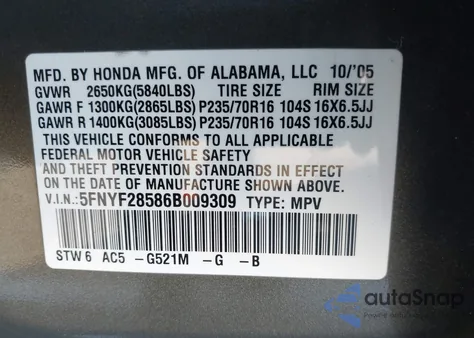 MFD. BY HONDA MFG. OF ALABAMA, LLC 10/'05
GVWR 2650KG(5840LBS) TIRE SIZE RIM SIZE
GAWR F 1300KG(2865LBS) P235/70R16 104S 16X6.5JJ
GAWR R 1400KG(3085LBS) P235/70R16 104S 16X6.5JJ
THIS VEHICLE CONFORMS TO ALL APPLICABLE
FEDERAL MOTOR VEHICLE SAFETY
AND THEFT PREVENTION STANDARDS IN EFFECT ON
THE DATE OF MANUFACTURE SHOWN ABOVE.
V.I.N.: 5FNYF28586B009309 TYPE: MPV
STW 6 AC5 -G521M -G -B
autoSnap